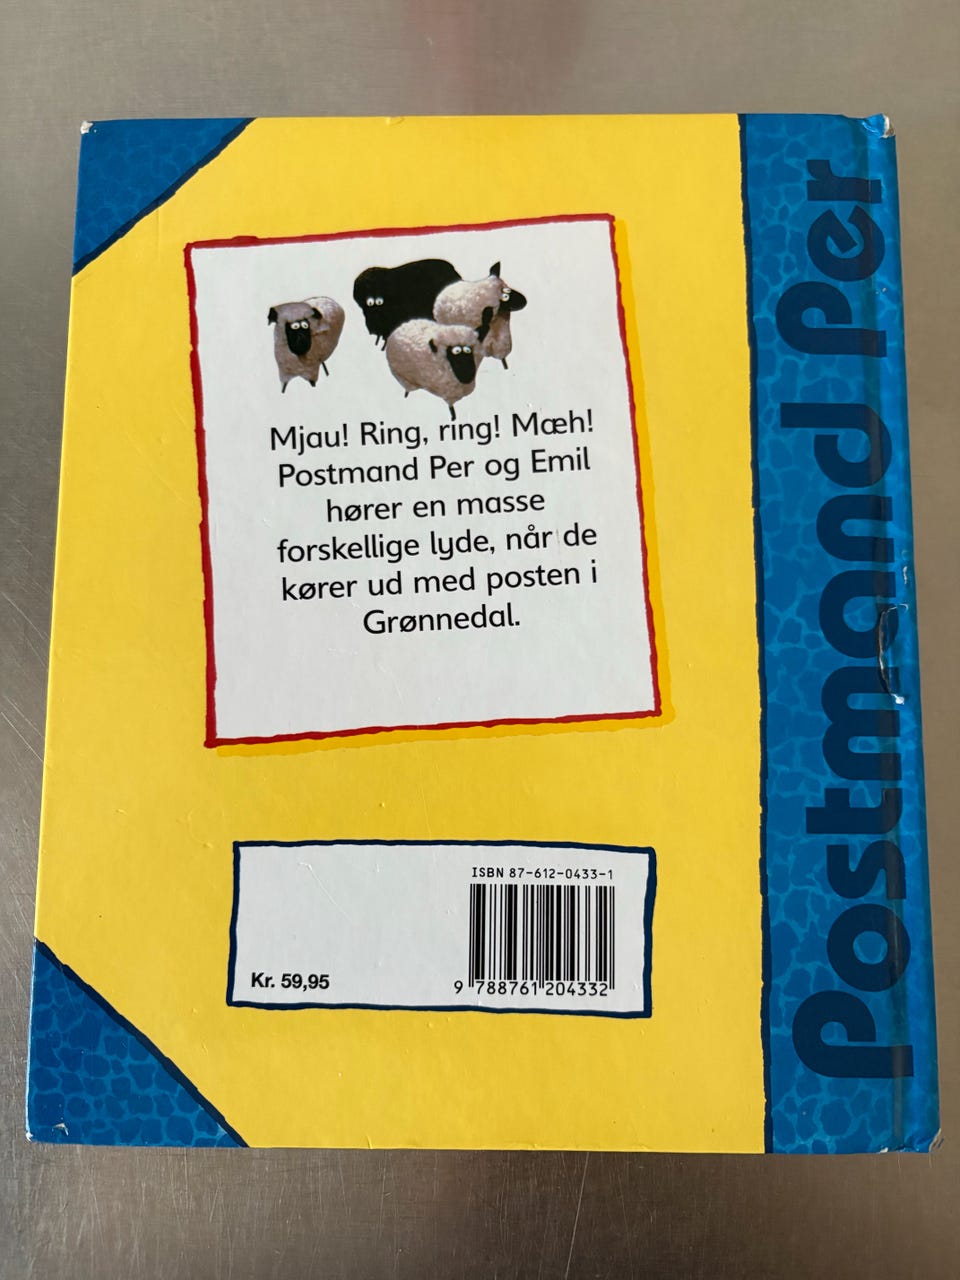 Mjau! Ring, ring! Mæh!
Postmand Per og Emil
hører en masse
forskellige lyde, når de
kører ud med posten i
Grønnedal.
ISBN 87-612-0433-1
Kr. 59,95
9 788761 204332
Postmand Per